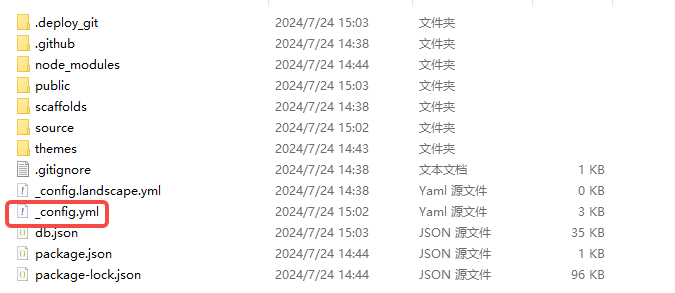 .deploy_git 2024/7/24 15:03 文件夹
.github 2024/7/24 14:38 文件夹
node_modules 2024/7/24 14:44 文件夹
public 2024/7/24 15:03 文件夹
scaffolds 2024/7/24 14:38 文件夹
source 2024/7/24 15:02 文件夹
themes 2024/7/24 14:43 文件夹
.gitignore 2024/7/24 14:38 文本文档 1 KB
_config.landscape.yml 2024/7/24 14:38 Yaml 源文件 0 KB
_config.yml 2024/7/24 15:02 Yaml 源文件 3 KB
db.json 2024/7/24 15:03 JSON 源文件 35 KB
package.json 2024/7/24 14:44 JSON 源文件 1 KB
package-lock.json 2024/7/24 14:44 JSON 源文件 96 KB